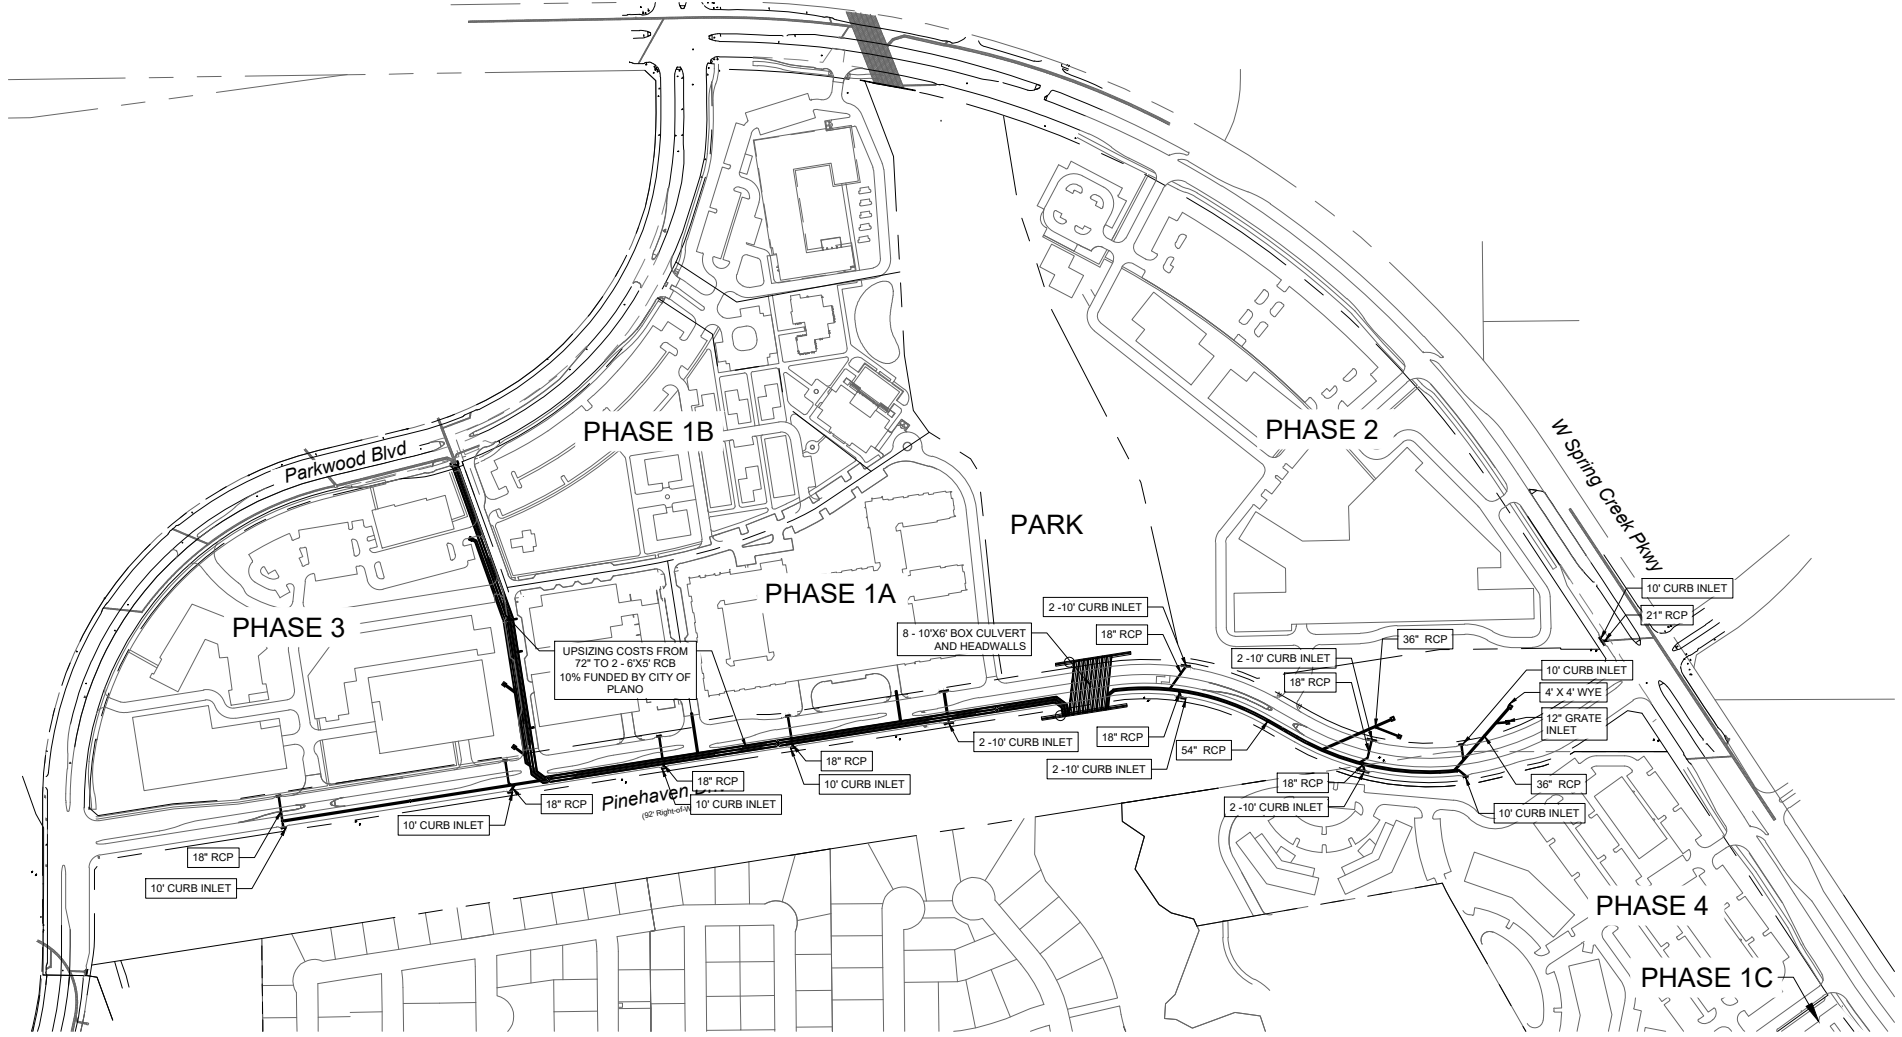 Parkwood Blvd
PHASE 1B
PHASE 2
W Spring Creek Pkwy
PARK
PHASE 1A
PHASE 3
UPSIZING COSTS FROM
72" TO 2 - 6'X5' RCB
10% FUNDED BY CITY OF
PLANO
8 - 10'X6' BOX CULVERT
AND HEADWALLS
2 -10' CURB INLET
18" RCP
10' CURB INLET
21" RCP
36" RCP
2 -10' CURB INLET
18" RCP
10' CURB INLET
4' X 4' WYE
12" GRATE
INLET
2 -10' CURB INLET
18" RCP
2 -10' CURB INLET
54" RCP
18" RCP
2 -10' CURB INLET
36" RCP
10' CURB INLET
18" RCP
10' CURB INLET
18" RCP
10' CURB INLET
Pinehaven
(92' Right-of-W
18" RCP
10' CURB INLET
18" RCP
10' CURB INLET
PHASE 4
PHASE 1C